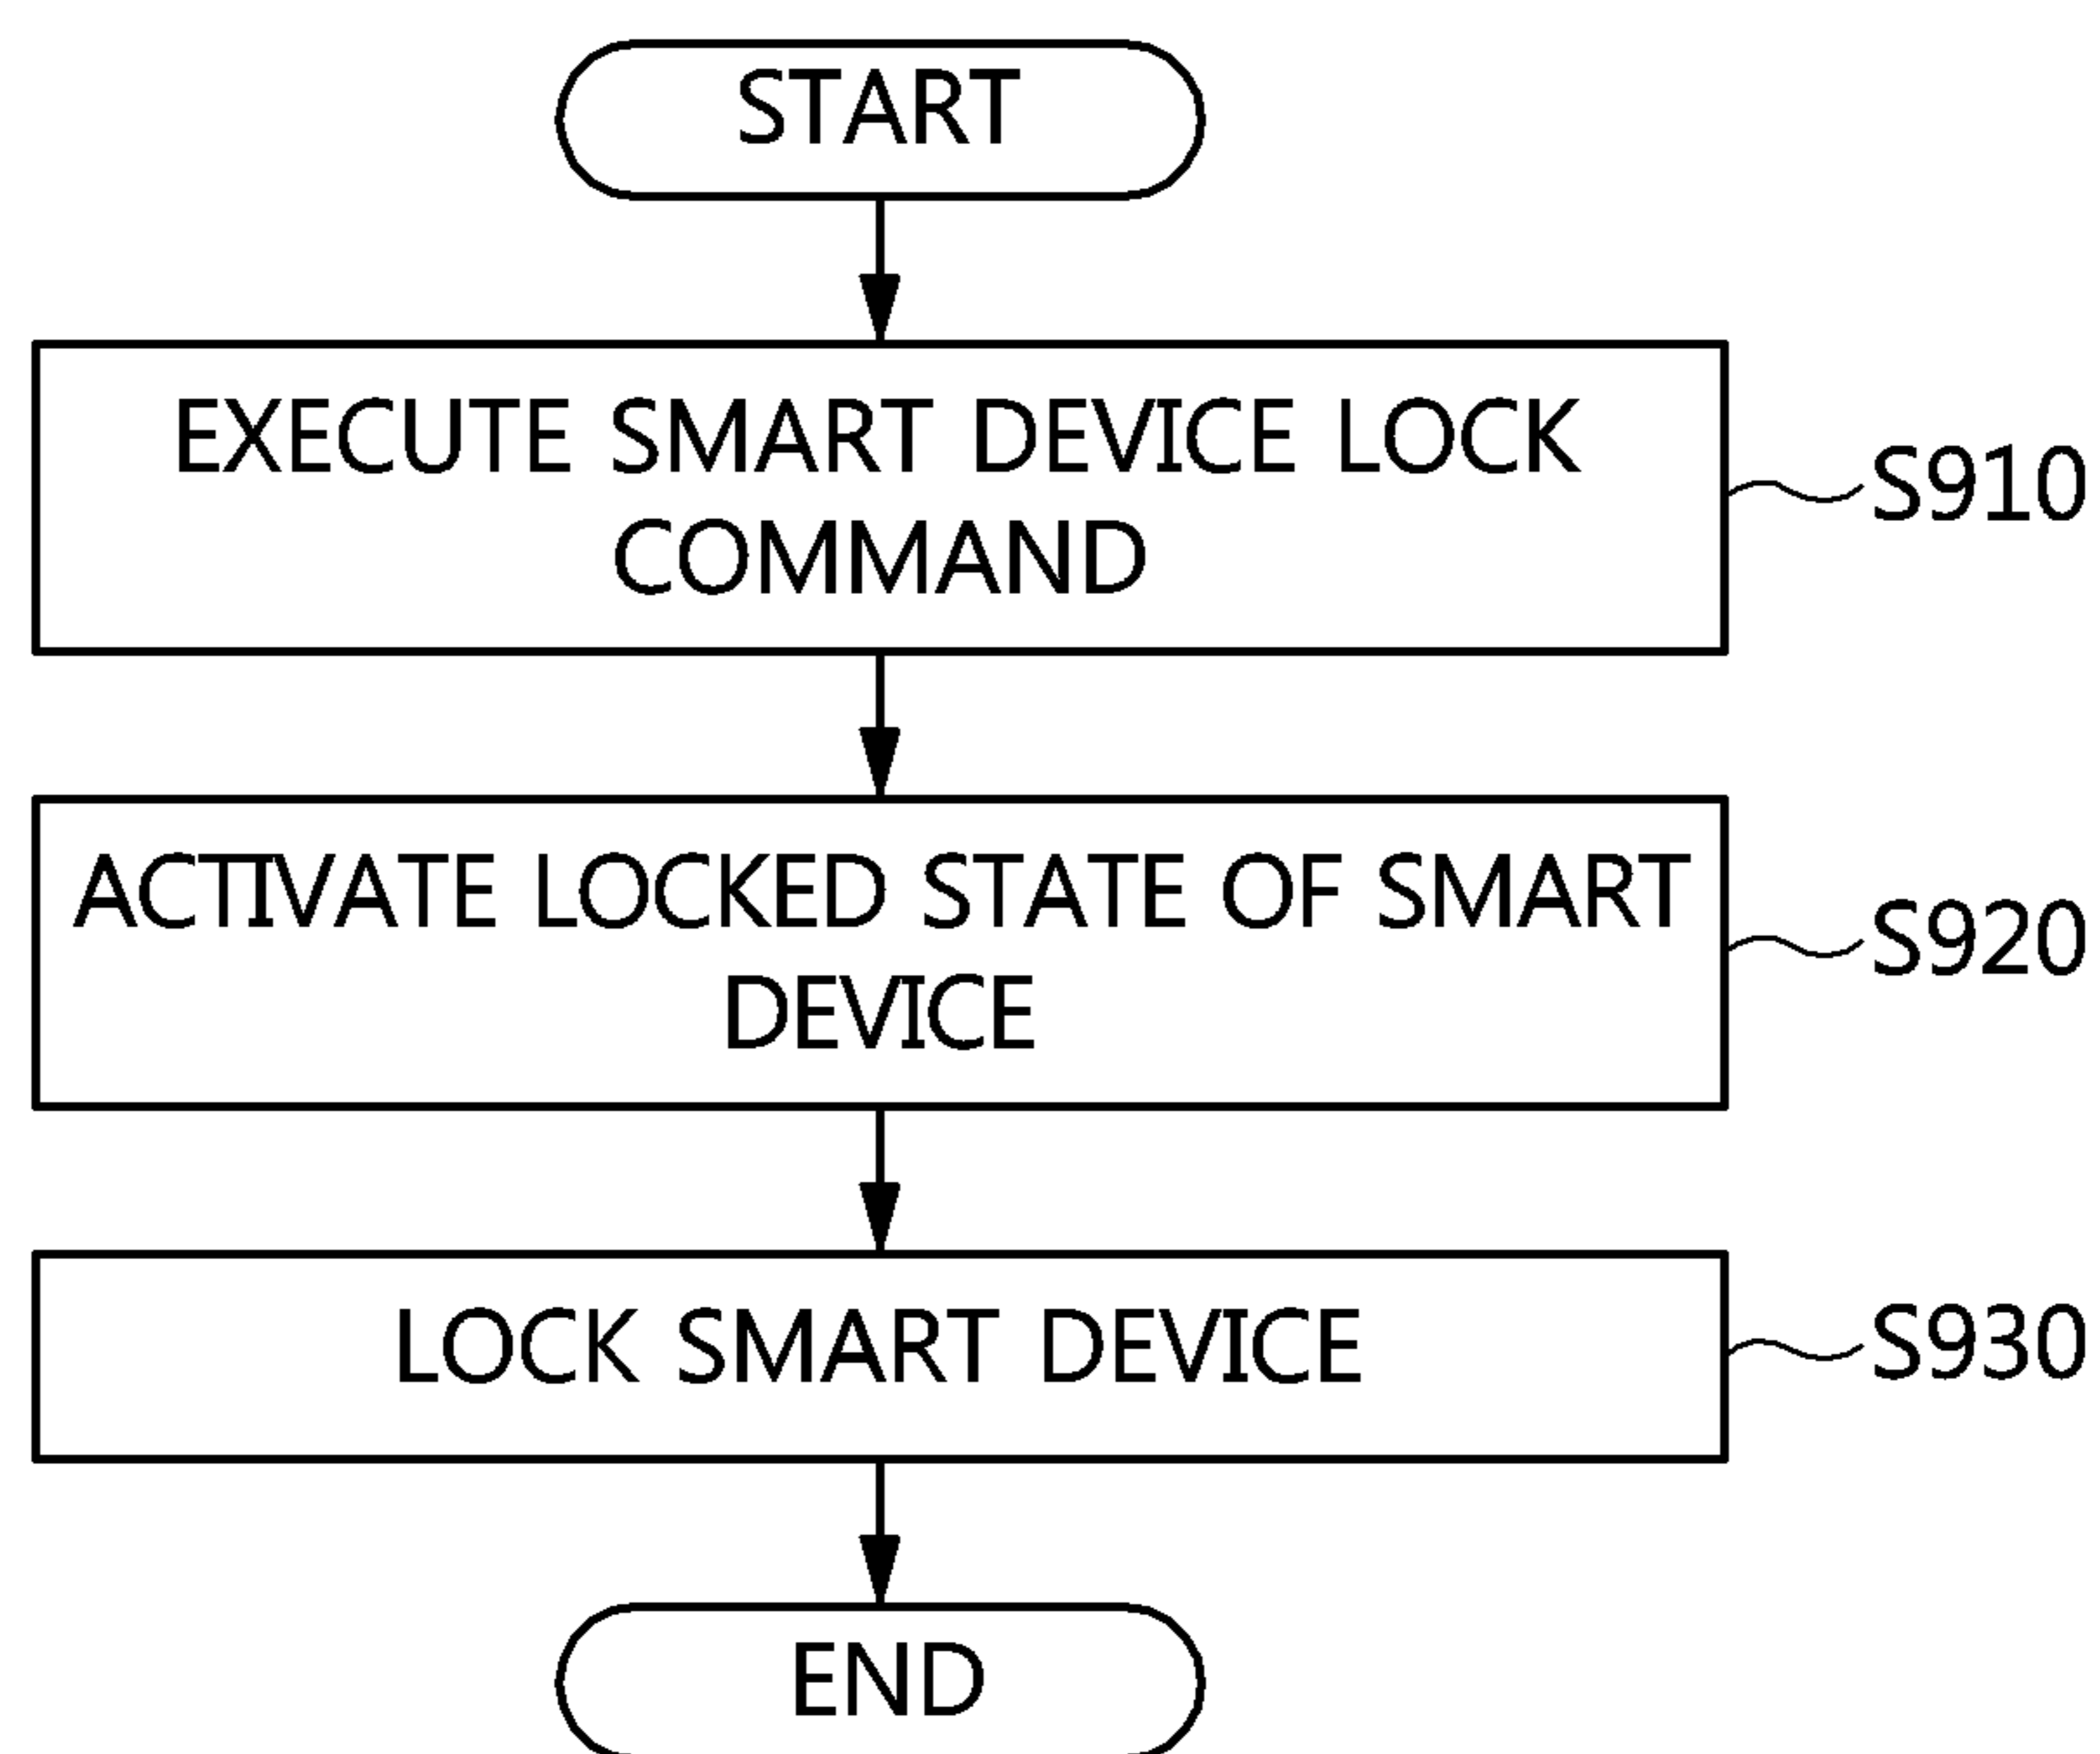 START
EXECUTE SMART DEVICE LOCK
COMMAND
S910
ACTIVATE LOCKED STATE OF SMART
DEVICE
S920
LOCK SMART DEVICE
S930
END